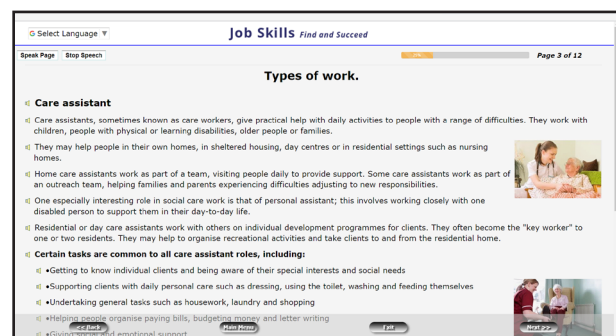 G Select Language ▼
Job Skills Find and Succeed
Speak Page Stop Speech
Page 3 of 12
Types of work.
Care assistant
Care assistants, sometimes known as care workers, give practical help with daily activities to people with a range of difficulties. They work with
children, people with physical or learning disabilities, older people or families.
They may help people in their own homes, in sheltered housing, day centres or in residential settings such as nursing
homes.
Home care assistants work as part of a team, visiting people daily to provide support. Some care assistants work as part of
an outreach team, helping families and parents experiencing difficulties adjusting to new responsibilities.
One especially interesting role in social care work is that of personal assistant; this involves working closely with one
disabled person to support them in their day-to-day life.
Residential or day care assistants work with others on individual development programmes for clients. They often become the "key worker" to
one or two residents. They may help to organise recreational activities and take clients to and from the residential home.
Certain tasks are common to all care assistant roles, including:
•Getting to know individual clients and being aware of their special interests and social needs
•Supporting clients with daily personal care such as dressing, using the toilet, washing and feeding themselves
•Undertaking general tasks such as housework, laundry and shopping
•Helping people organise paying bills, budgeting money and letter writing
<< Back Main Menu Exit Next >>
•Giving social and emotional support